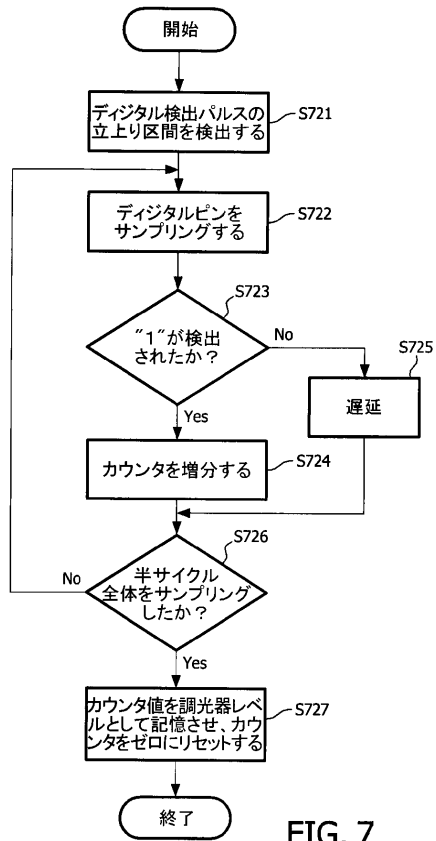 開始
ディジタル検出パルスの
立上り区間を検出する
S721
ディジタルピンを
サンプリングする
S722
S723
"1"が検出
されたか？
No
S725
遅延
Yes
カウンタを増分する
S724
S726
No
半サイクル
全体をサンプリング
したか？
Yes
カウンタ値を調光器レベ
ルとして記憶させ、カウ
ンタをゼロにリセットする
S727
終了
FIG. 7